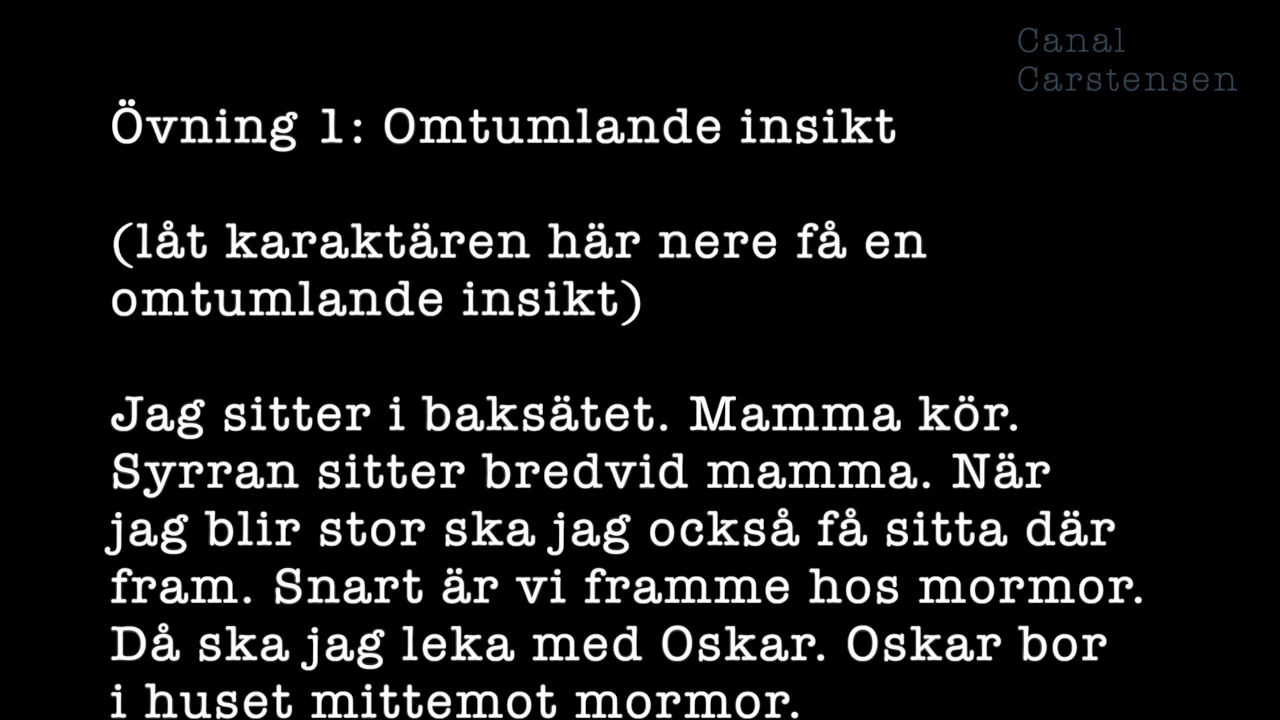 Canal
Carstensen
Övning 1: Omtumlande insikt
(låt karaktären här nere få en
omtumlande insikt)
Jag sitter i baksätet. Mamma kör.
Syrran sitter bredvid mamma. När
jag blir stor ska jag också få sitta där
fram. Snart är vi framme hos mormor.
Då ska jag leka med Oskar. Oskar bor
i huset mittemot mormor.